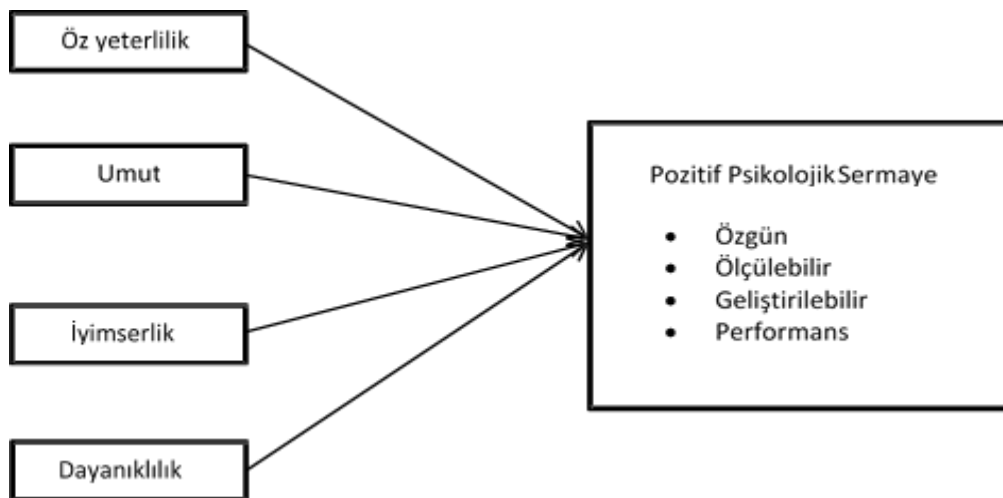 Öz yeterlilik
Umut
İyimserlik
Dayanıklılık
Pozitif Psikolojik Sermaye
• Özgün
• Ölçülebilir
• Geliştirilebilir
• Performans